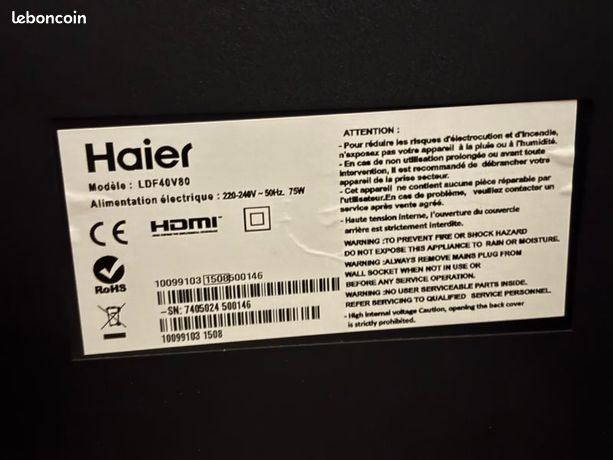 leboncoin
Haier
Modèle : LDF40V80
Alimentation électrique : 220-240V ~ 50Hz. 75W
CE HDMI
RoHS
10099103 1508 500146
-SN: 7405024 500146
10099103 1508
ATTENTION :
- Pour réduire les risques d'électrocution et d'incendie,
n'exposez pas votre appareil à la pluie ou à l'humidité.
- En cas de non utilisation prolongée ou avant toute
intervention, Il est recommandé de débrancher votre
appareil de la prise secteur.
- Cet appareil ne contient aucune pièce réparable par
l'utilisateur.En cas de problème, veuillez contacter un
service après vente agréé.
- Haute tension interne, l'ouverture du couvercle
arrière est strictement interdite.
WARNING :TO PREVENT FIRE OR SHOCK HAZARD
DO NOT EXPOSE THIS APPLIANCE TO RAIN OR MOISTURE.
WARNING :ALWAYS REMOVE MAINS PLUG FROM
WALL SOCKET WHEN NOT IN USE OR
BEFORE ANY SERVICE OPERATION.
WARNING :NO USER SERVICEABLE PARTS INSIDE.
REFER SERVICING TO QUALIFIED SERVICE PERSONNEL.
- High internal voltage Caution, opening the back cover
is strictly prohibited.